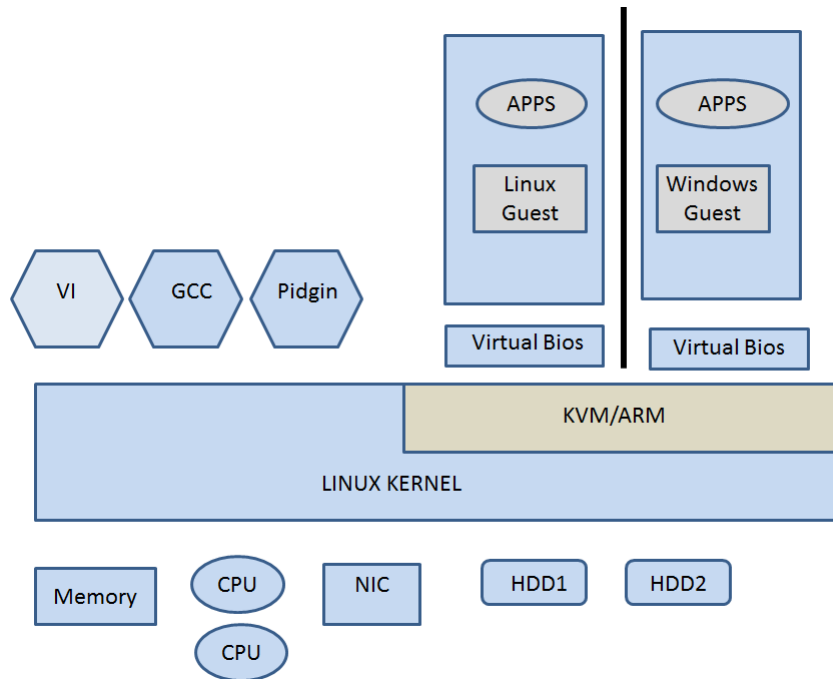 APPS
APPS
Linux
Guest
Windows
Guest
VI
GCC
Pidgin
Virtual Bios
Virtual Bios
KVM/ARM
LINUX KERNEL
Memory
CPU
NIC
HDD1
HDD2
CPU